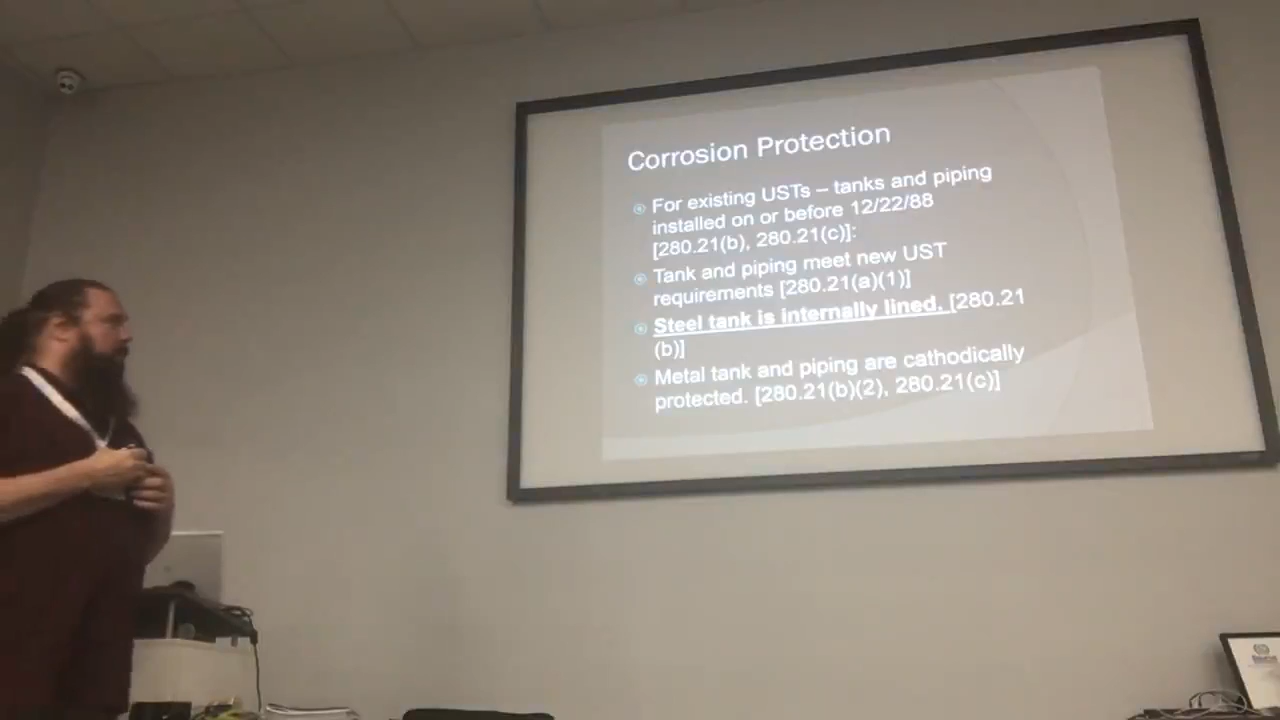 Corrosion Protection
For existing USTs – tanks and piping
installed on or before 12/22/88
[280.21(b), 280.21(c)]:
Tank and piping meet new UST
requirements [280.21(a)(1)]
Steel tank is internally lined. [280.21
(b)]
Metal tank and piping are cathodically
protected. [280.21(b)(2), 280.21(c)]